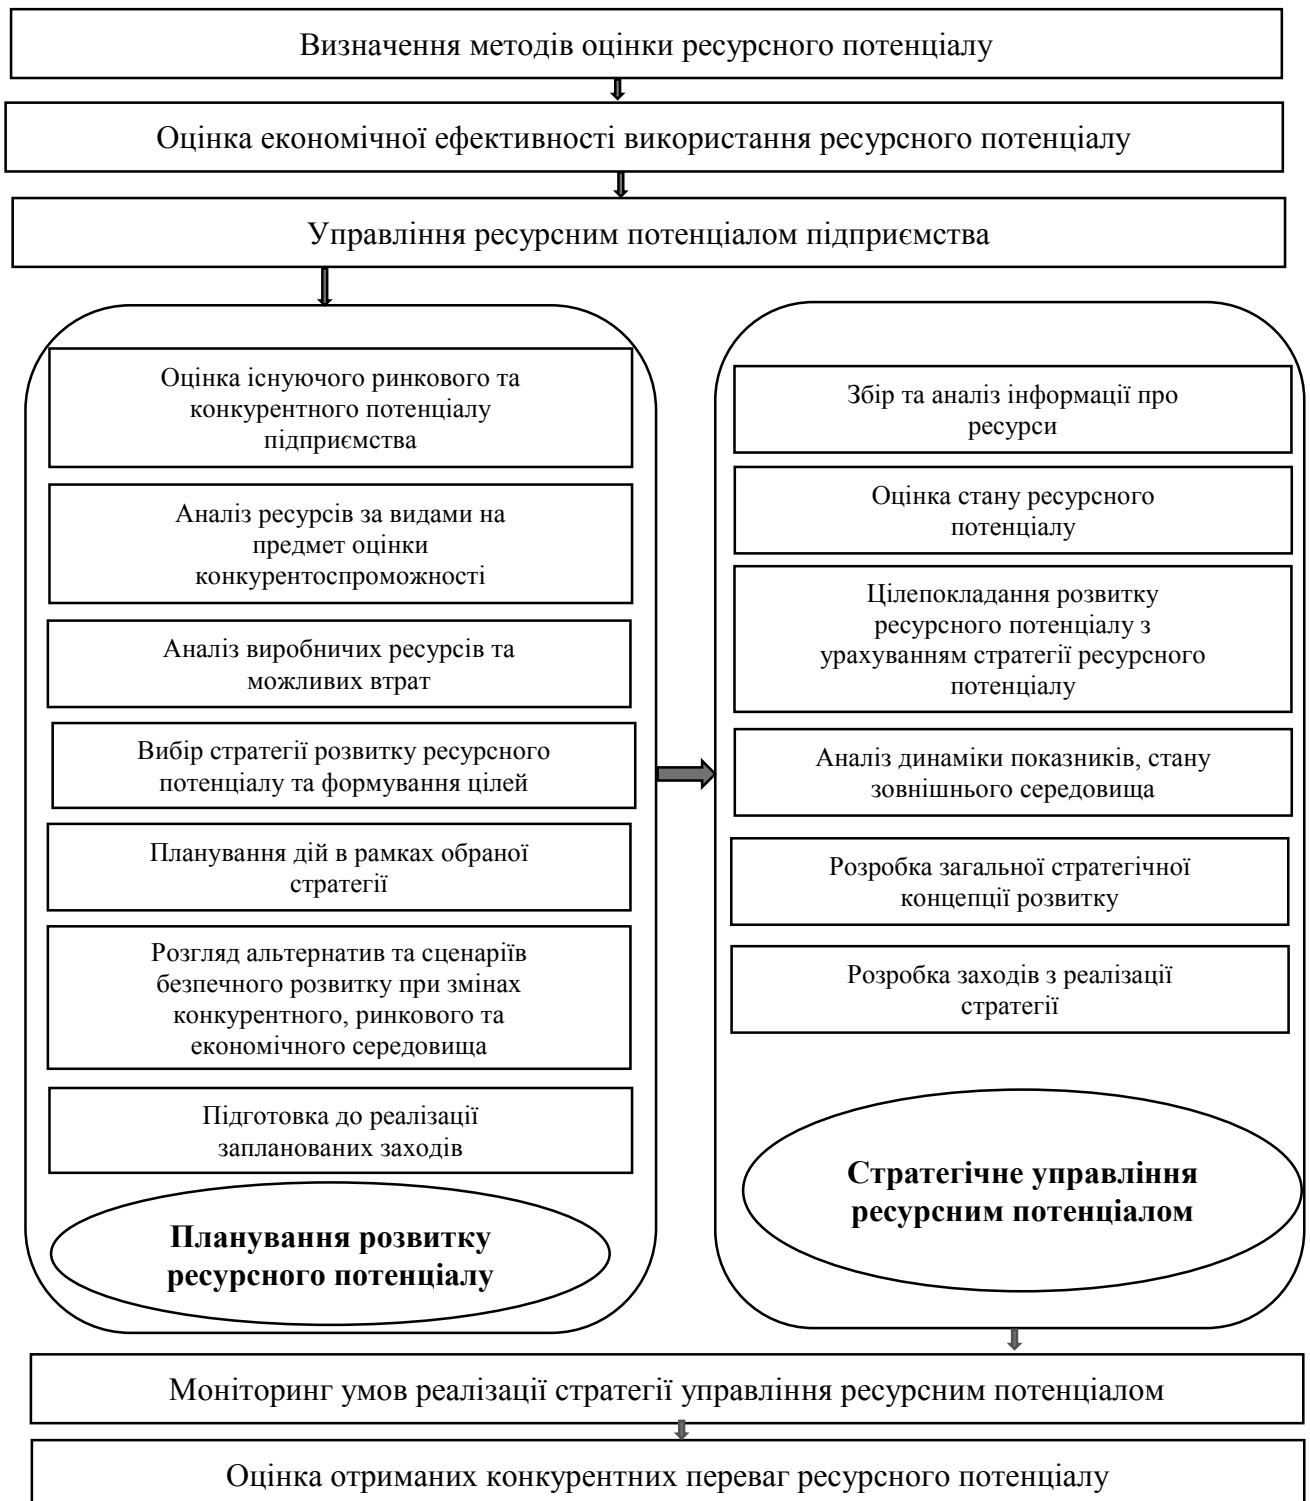 Визначення методів оцінки ресурсного потенціалу
Оцінка економічної ефективності використання ресурсного потенціалу
Управління ресурсним потенціалом підприємства
Оцінка існуючого ринкового та
конкурентного потенціалу
підприємства
Аналіз ресурсів за видами на
предмет оцінки
конкурентоспроможності
Аналіз виробничих ресурсів та
можливих втрат
Вибір стратегії розвитку ресурсного
потенціалу та формування цілей
Планування дій в рамках обраної
стратегії
Розгляд альтернатив та сценаріїв
безпечного розвитку при змінах
конкурентного, ринкового та
економічного середовища
Підготовка до реалізації
запланованих заходів
Планування розвитку
ресурсного потенціалу
Збір та аналіз інформації про
ресурси
Оцінка стану ресурсного
потенціалу
Цілепокладання розвитку
ресурсного потенціалу з
урахуванням стратегії ресурсного
потенціалу
Аналіз динаміки показників, стану
зовнішнього середовища
Розробка загальної стратегічної
концепції розвитку
Розробка заходів з реалізації
стратегії
Стратегічне управління
ресурсним потенціалом
Моніторинг умов реалізації стратегії управління ресурсним потенціалом
Оцінка отриманих конкурентних переваг ресурсного потенціалу